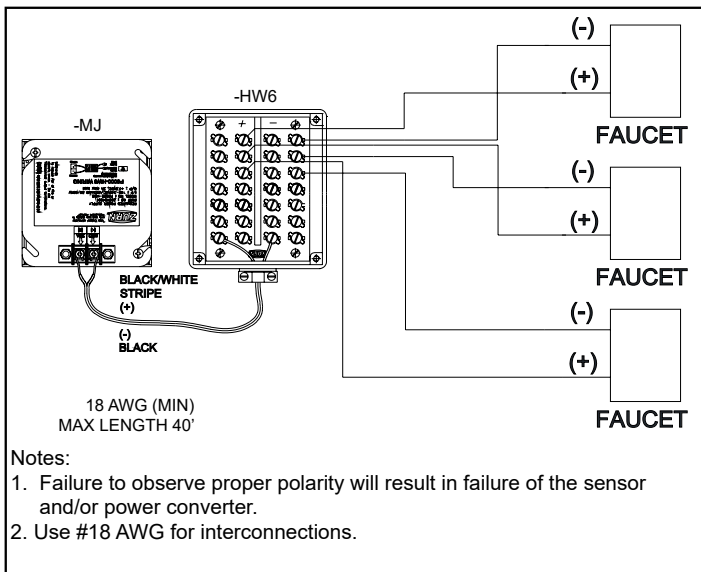 (-)
(+)
FAUCET
-HW6
-MJ
+ −
(-)
(+)
FAUCET
ZURN
BLACK/WHITE
STRIPE
(+)
(-)
BLACK
(-)
(+)
FAUCET
18 AWG (MIN)
MAX LENGTH 40'
Notes:
1. Failure to observe proper polarity will result in failure of the sensor
and/or power converter.
2. Use #18 AWG for interconnections.